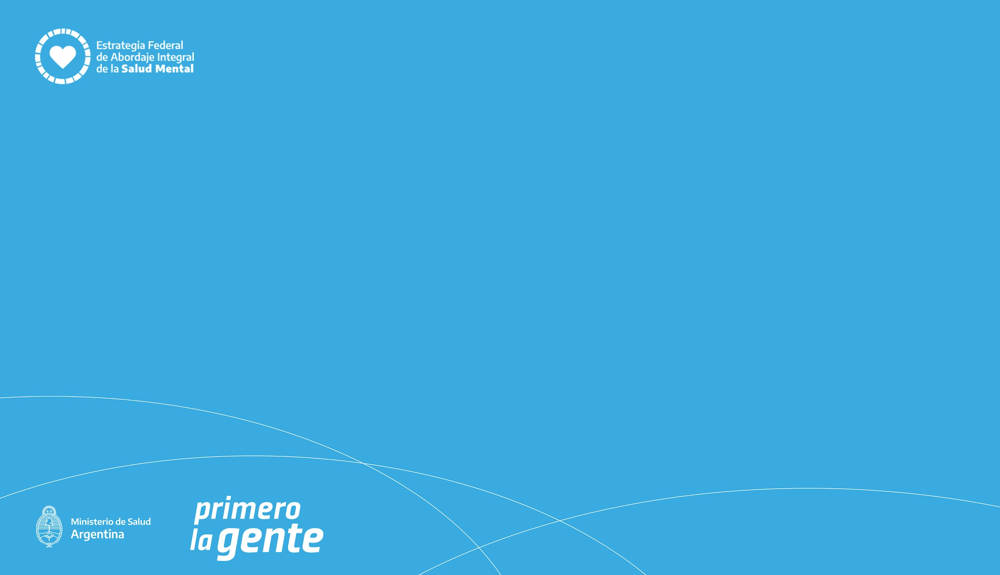 Estrategia Federal
de Abordaje Integral
de la Salud Mental
primero
la gente
Ministerio de Salud
Argentina